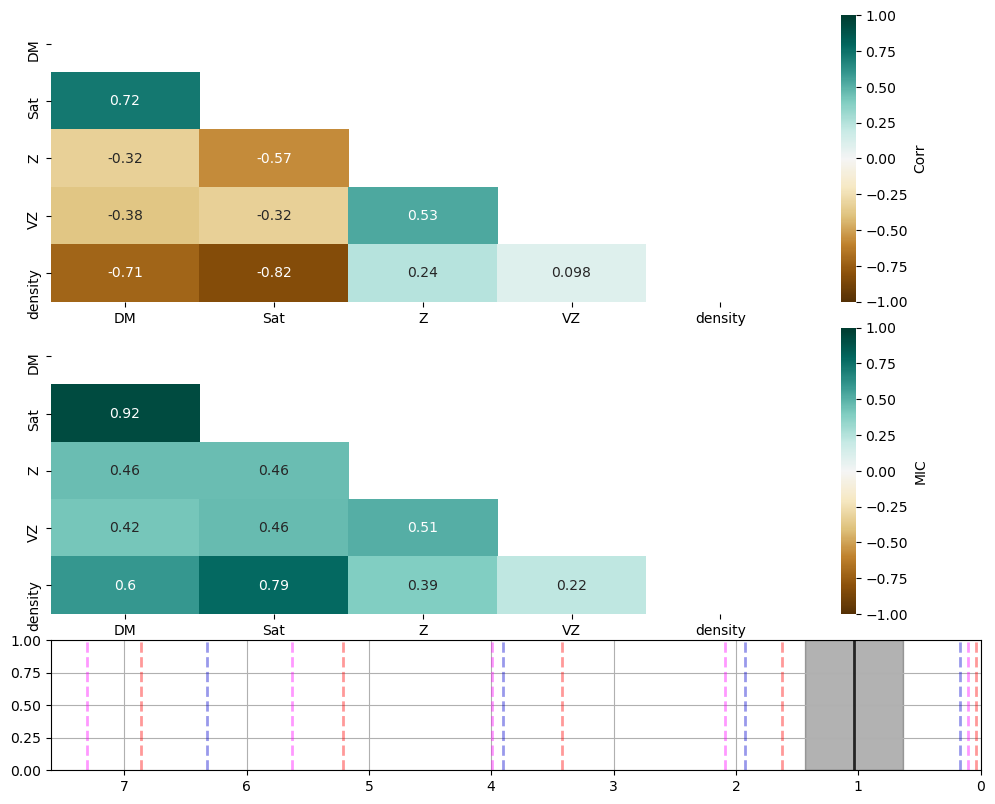 DM
Sat
Z
VZ
density
0.72
-0.32
-0.57
-0.38
-0.32
0.53
-0.71
-0.82
0.24
0.098
DM
Sat
Z
VZ
density
1.00
0.75
0.50
0.25
0.00
−0.25
−0.50
−0.75
−1.00
Corr
DM
Sat
Z
VZ
density
0.92
0.46
0.46
0.42
0.46
0.51
0.6
0.79
0.39
0.22
DM
Sat
Z
VZ
density
1.00
0.75
0.50
0.25
0.00
−0.25
−0.50
−0.75
−1.00
MIC
1.00
0.75
0.50
0.25
0.00
7
6
5
4
3
2
1
0